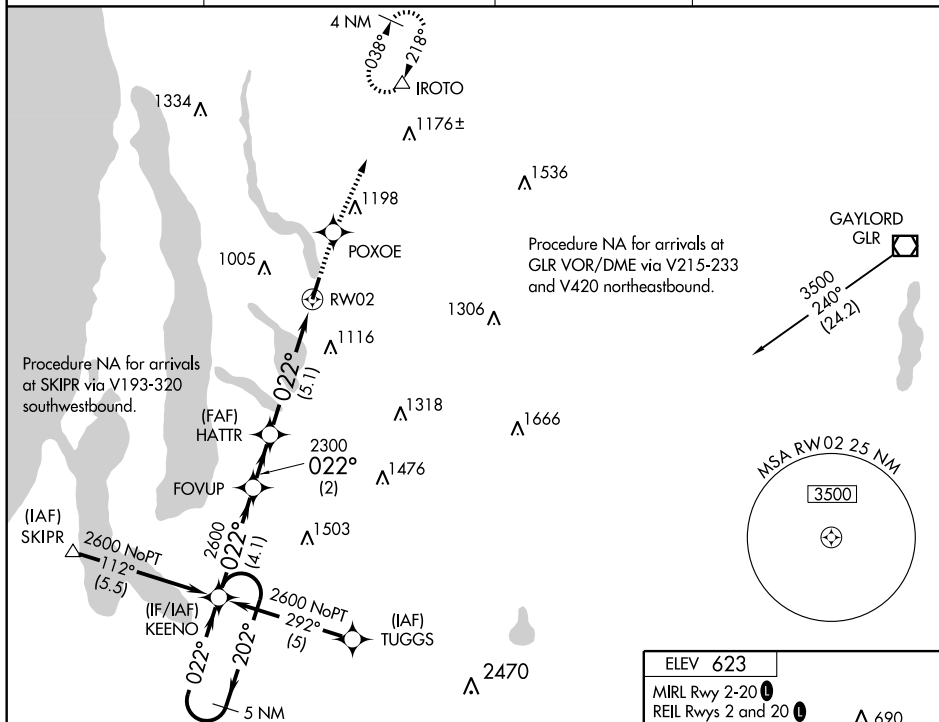 4 NM
038°
218°
IROTO
1334
1176±
1536
1198
POXOE
GAYLORD
GLR
Procedure NA for arrivals at
GLR VOR/DME via V215-233
and V420 northeastbound.
3500
240°
(24.2)
1005
RW02
1306
1116
022°
(5.1)
Procedure NA for arrivals
at SKIPR via V193-320
southwestbound.
(FAF)
HATTR
1318
1666
2300
022°
(2)
1476
FOVUP
MSA RW02 25 NM
3500
(IAF)
SKIPR
1503
2600
022°
(4.1)
2600 NoPT
112°
(5.5)
(IF/IAF)
KEENO
2600 NoPT
292°
(5)
(IAF)
TUGGS
022°
202°
5 NM
2470
ELEV 623
MIRL Rwy 2-20 L
REIL Rwys 2 and 20 L
690